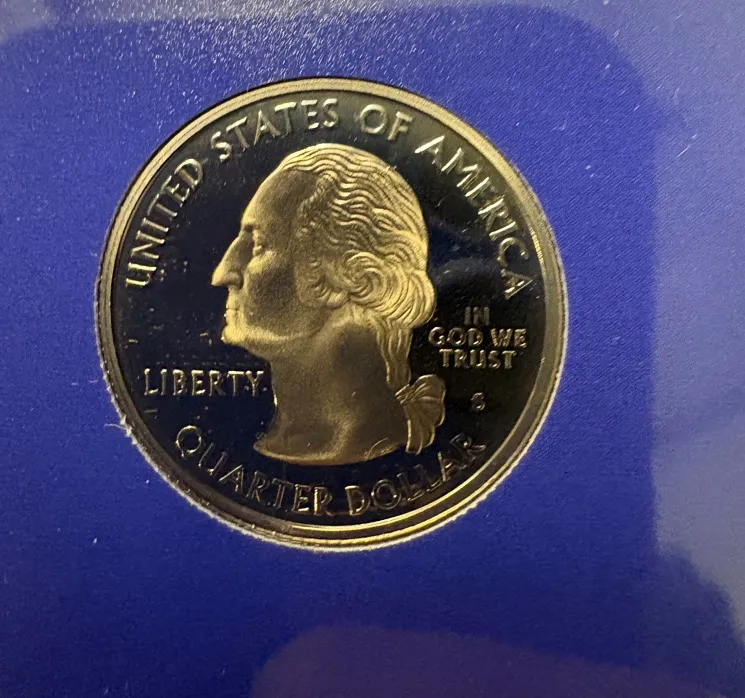 UNITED STATES OF AMERICA
LIBERTY
IN
GOD WE
TRUST
S
QUARTER DOLLAR